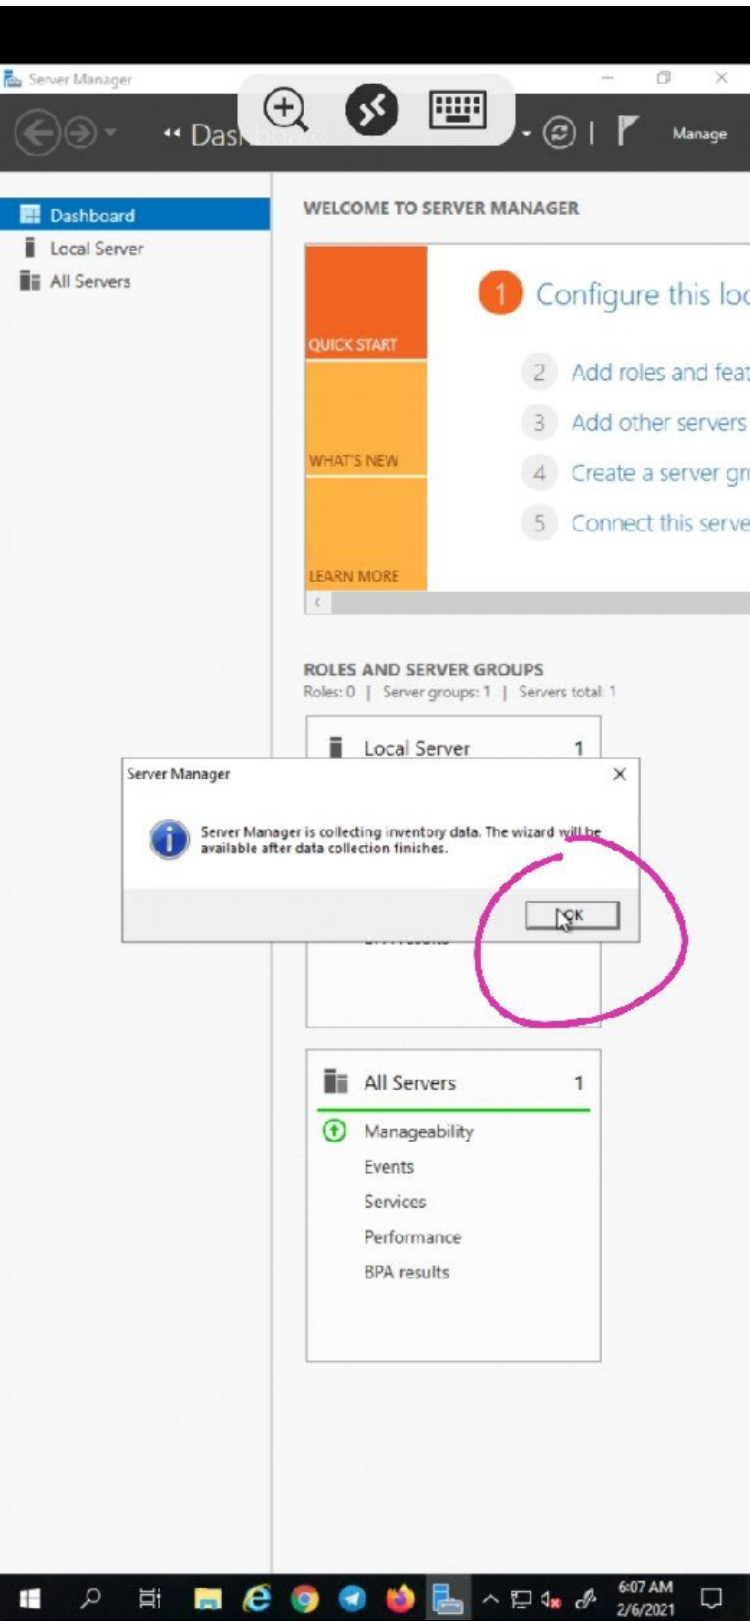 Server Manager
Dashboard
Manage
Dashboard
Local Server
All Servers
WELCOME TO SERVER MANAGER
QUICK START
WHAT'S NEW
LEARN MORE
1 Configure this loc
2 Add roles and feat
3 Add other servers
4 Create a server gro
5 Connect this serve
ROLES AND SERVER GROUPS
Roles: 0 | Server groups: 1 | Servers total: 1
Local Server 1
Server Manager
Server Manager is collecting inventory data. The wizard will be
available after data collection finishes.
OK
BPA results
All Servers 1
Manageability
Events
Services
Performance
BPA results
6:07 AM
2/6/2021